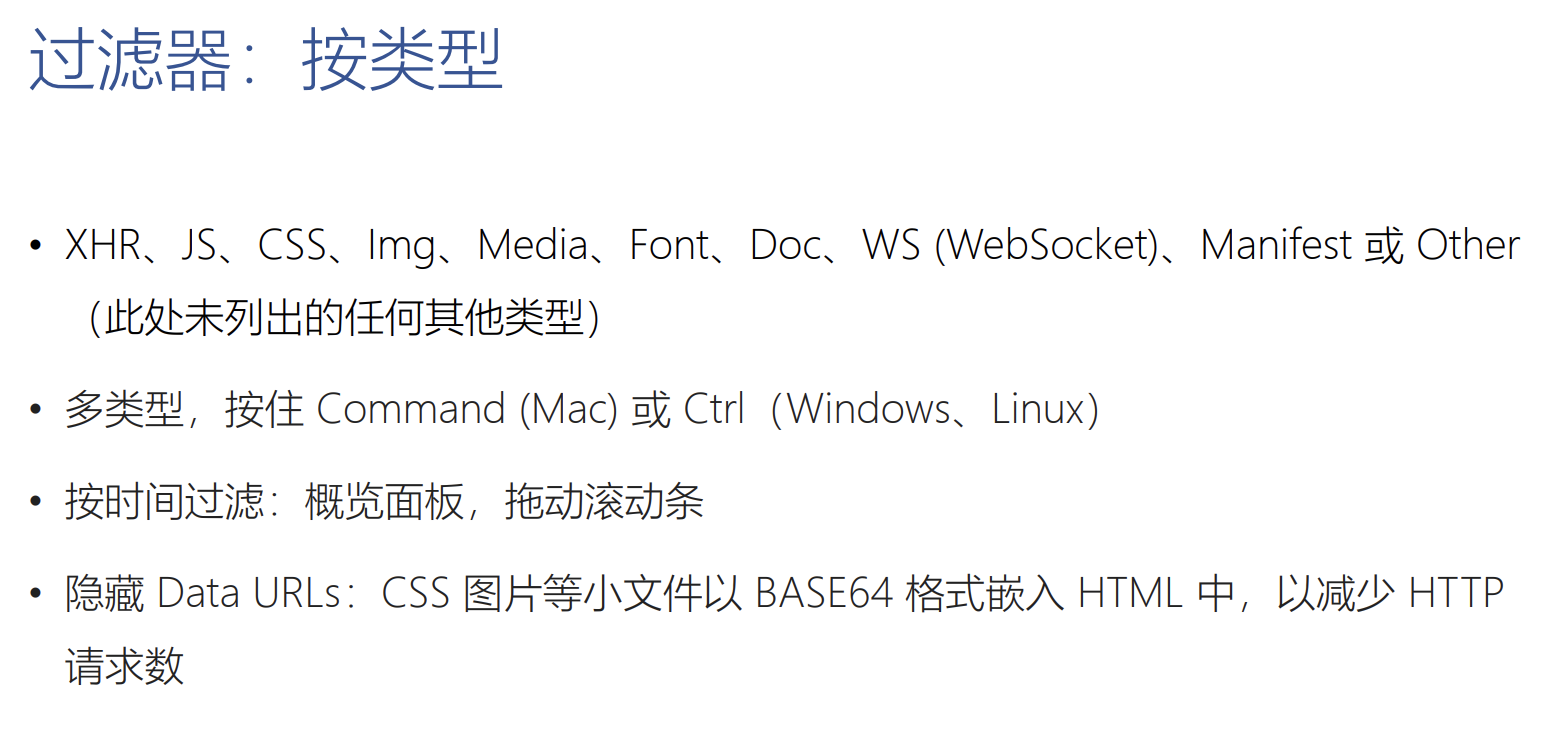 过滤器：按类型
• XHR、JS、CSS、Img、Media、Font、Doc、WS (WebSocket)、Manifest 或 Other
（此处未列出的任何其他类型）
• 多类型，按住 Command (Mac) 或 Ctrl（Windows、Linux）
• 按时间过滤：概览面板，拖动滚动条
• 隐藏 Data URLs：CSS 图片等小文件以 BASE64 格式嵌入 HTML 中，以减少 HTTP
请求数